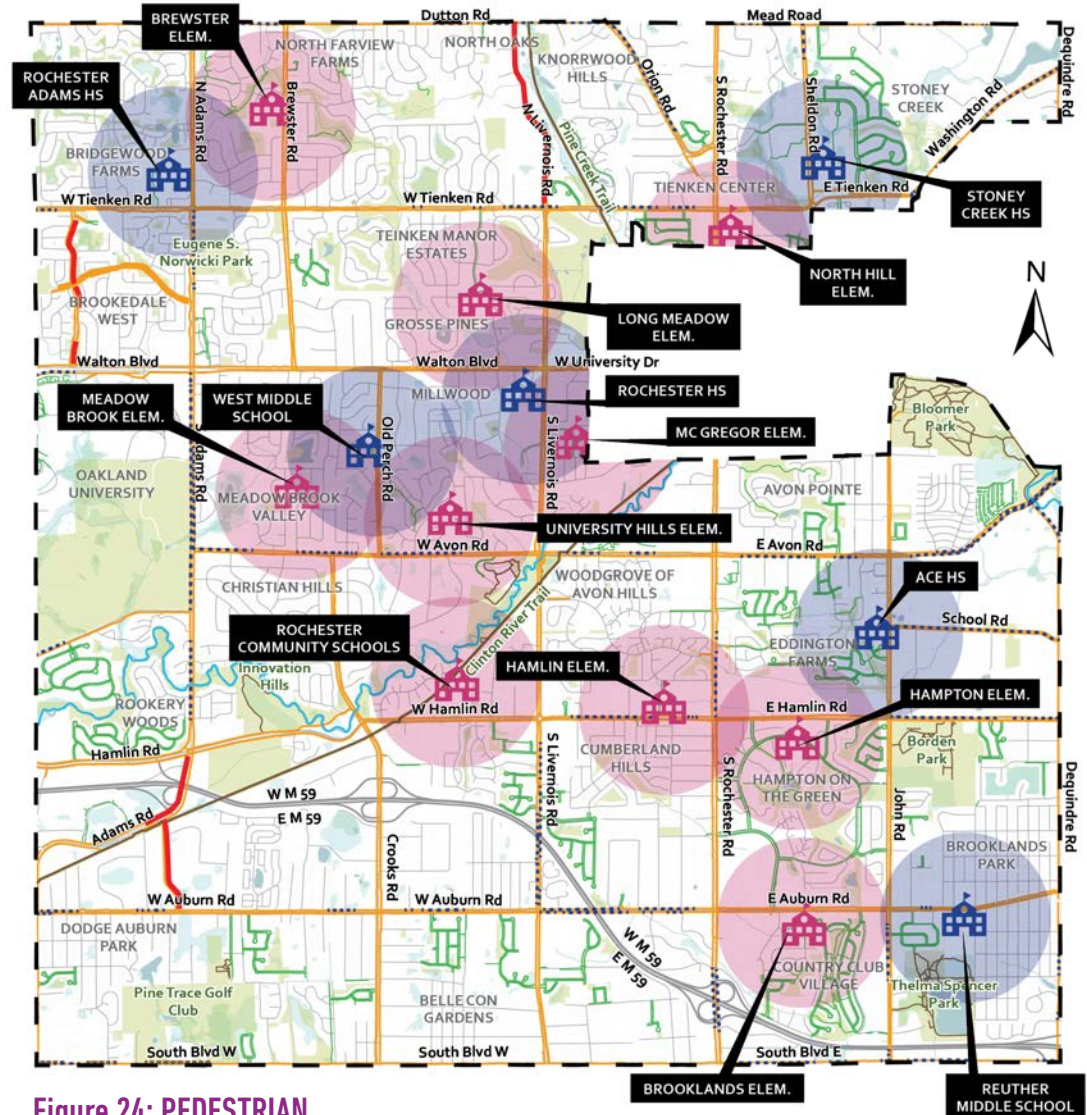 Dutton Rd
Mead Road
BREWSTER
ELEM.
NORTH FARVIEW
FARMS
NORTH OAKS
KNORRWOOD
HILLS
Orion Rd
S Rochester Rd
Sheldon Rd
STONEY
CREEK
Washington Rd
Dequindre Rd
ROCHESTER
ADAMS HS
N Adams Rd
Brewster Rd
N Livernois Rd
Pine Creek Trail
BRIDGEWOOD
FARMS
W Tienken Rd
W Tienken Rd
TIENKEN CENTER
E Tienken Rd
STONEY
CREEK HS
Eugene S.
Norwicki Park
TEINKEN MANOR
ESTATES
NORTH HILL
ELEM.
N
BROOKEDALE
WEST
GROSSE PINES
LONG MEADOW
ELEM.
Walton Blvd
Walton Blvd
W University Dr
MEADOW
BROOK ELEM.
WEST MIDDLE
SCHOOL
MILLWOOD
ROCHESTER HS
Bloomer
Park
S Adams Rd
Old Perch Rd
S Livernois Rd
MC GREGOR ELEM.
OAKLAND
UNIVERSITY
MEADOW BROOK
VALLEY
AVON POINTE
UNIVERSITY HILLS ELEM.
W Avon Rd
E Avon Rd
CHRISTIAN HILLS
WOODGROVE OF
AVON HILLS
ACE HS
Clinton River Trail
School Rd
ROCHESTER
COMMUNITY SCHOOLS
EDDINGTON
FARMS
HAMLIN ELEM.
Innovation
Hills
HAMPTON ELEM.
ROOKERY
WOODS
W Hamlin Rd
E Hamlin Rd
Hamlin Rd
S Livernois Rd
CUMBERLAND
HILLS
S Rochester Rd
HAMPTON ON
THE GREEN
Borden
Park
John Rd
Dequindre Rd
W M 59
E M 59
Adams Rd
Crooks Rd
BROOKLANDS
PARK
W Auburn Rd
W Auburn Rd
E Auburn Rd
DODGE AUBURN
PARK
W M 59
E M 59
COUNTRY CLUB
VILLAGE
Thelma Spencer
Park
Pine Trace Golf
Club
BELLE CON
GARDENS
South Blvd W
South Blvd W
South Blvd E
BROOKLANDS ELEM.
REUTHER
MIDDLE SCHOOL
Figure 24: PEDESTRIAN